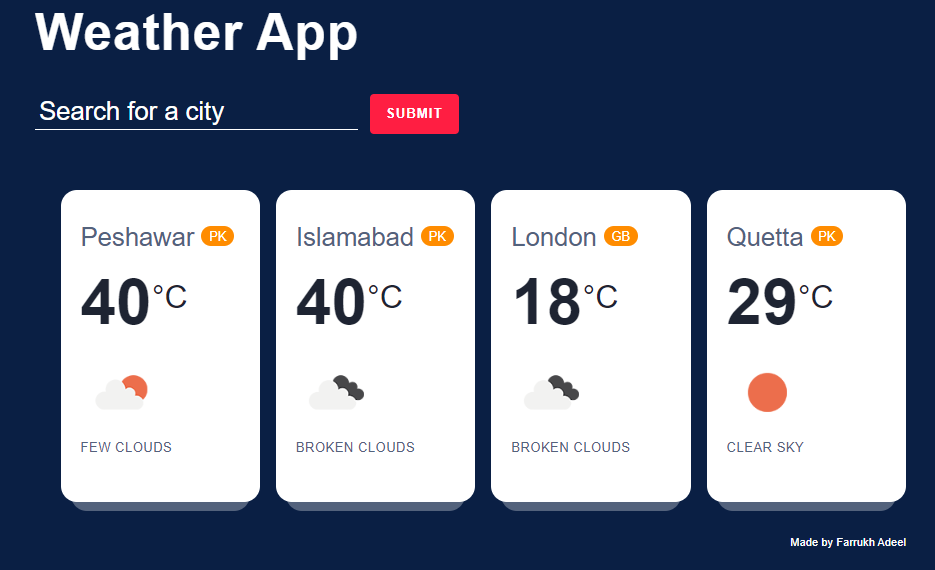 Weather App
Search for a city
SUBMIT
Peshawar PK
40°C
FEW CLOUDS
Islamabad PK
40°C
BROKEN CLOUDS
London GB
18°C
BROKEN CLOUDS
Quetta PK
29°C
CLEAR SKY
Made by Farrukh Adeel